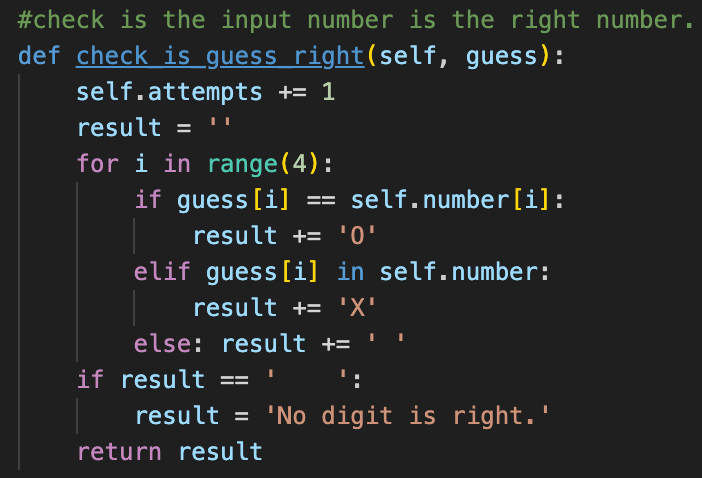 #check is the input number is the right number.
def check_is_guess_right(self, guess):
    self.attempts += 1
    result = ''
    for i in range(4):
        if guess[i] == self.number[i]:
            result += 'O'
        elif guess[i] in self.number:
            result += 'X'
        else: result += ' '
    if result == '    ':
        result = 'No digit is right.'
    return result